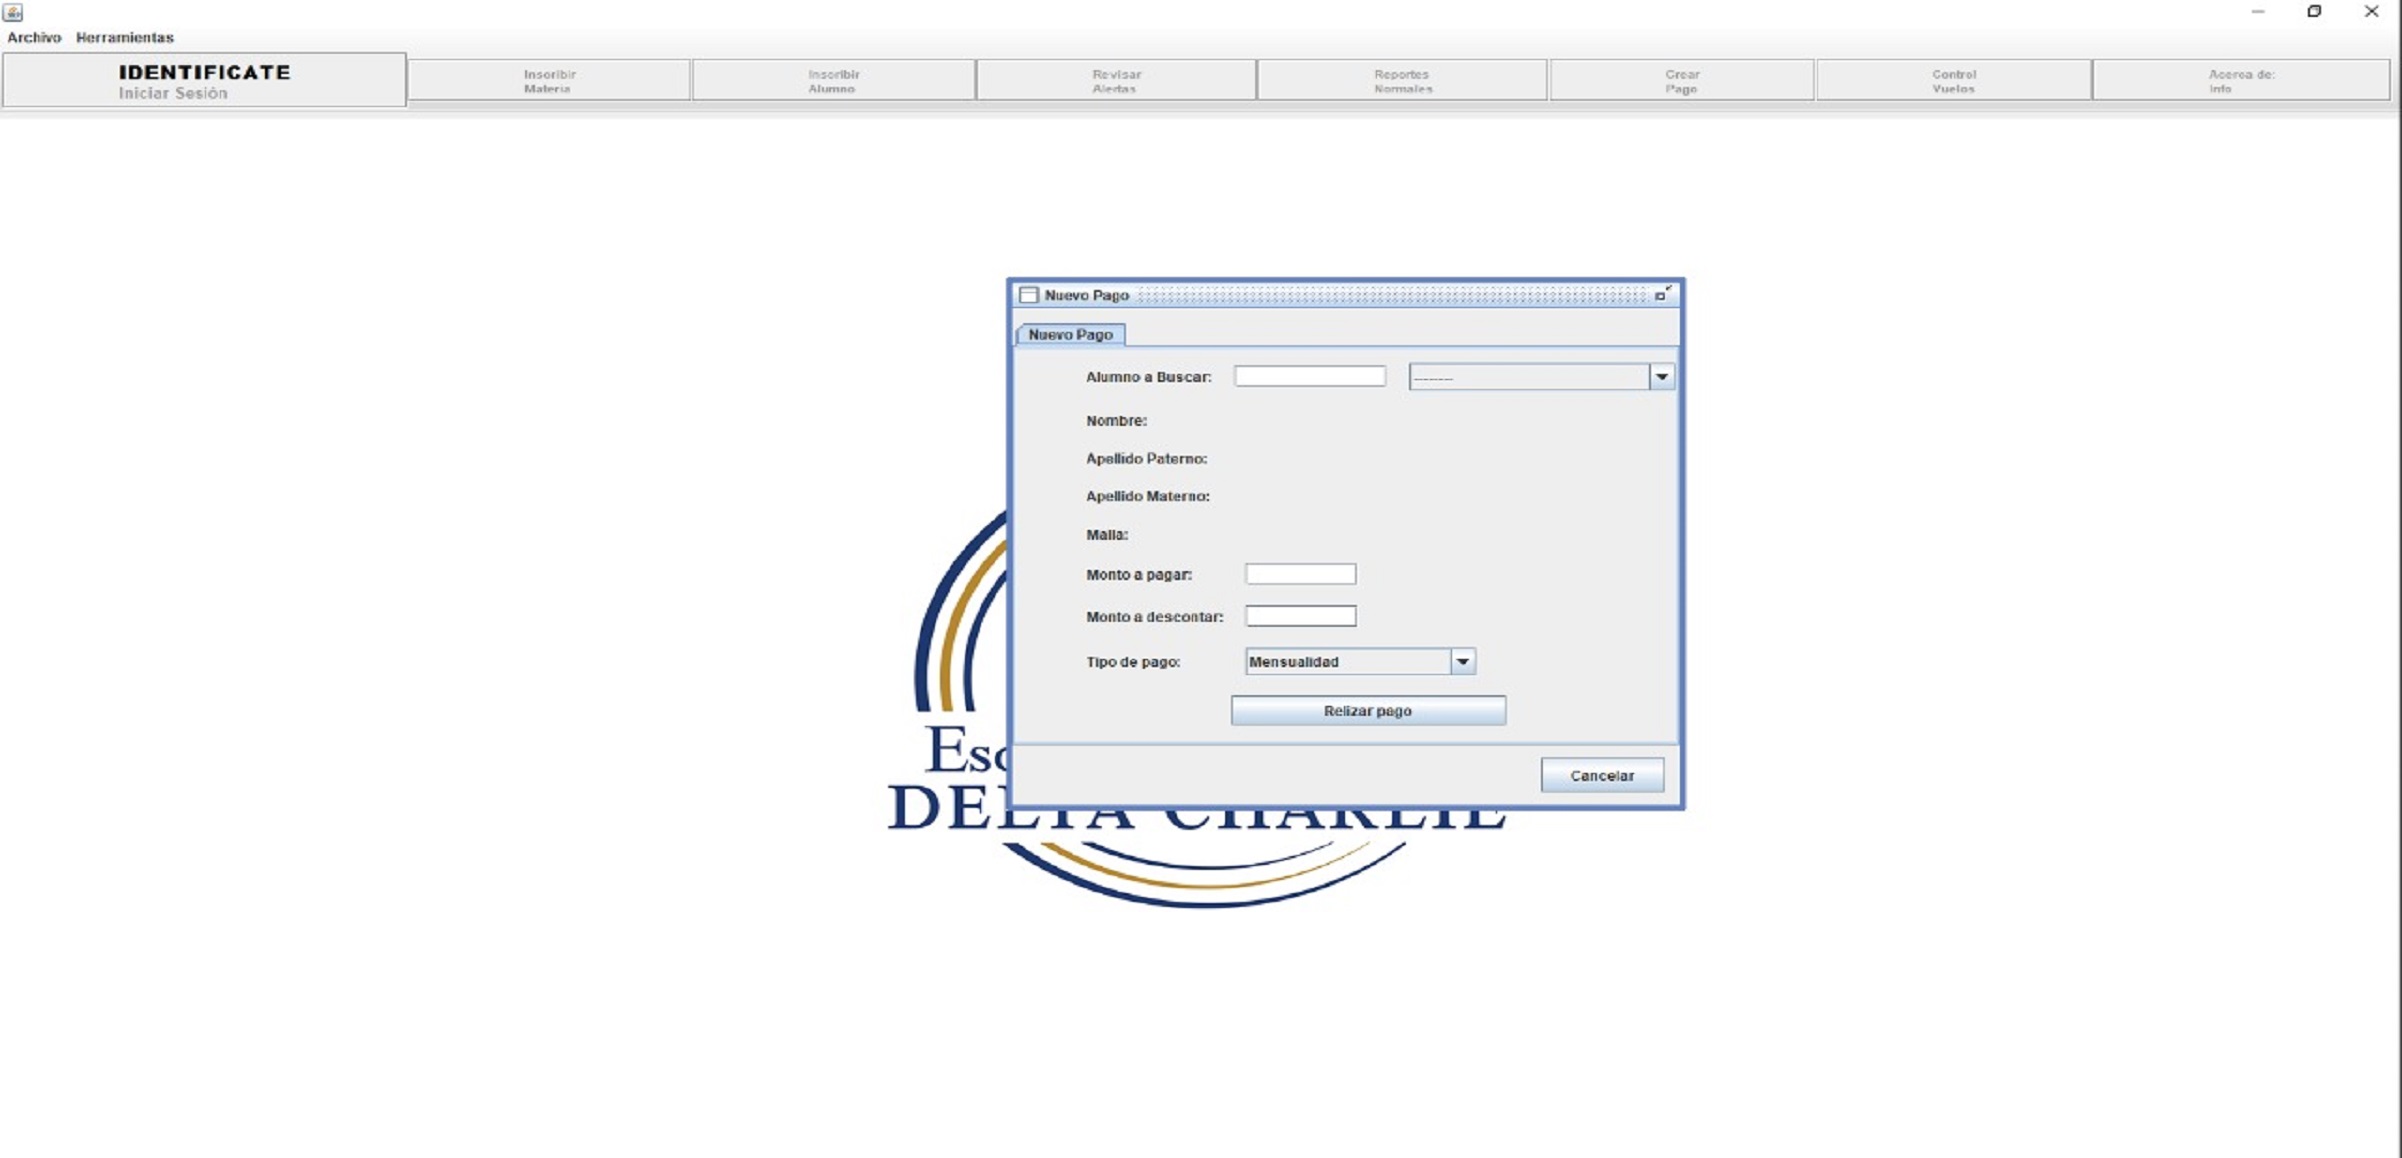 Archivo Herramientas
IDENTIFICATE
Iniciar Sesión
Inscribir
Materia
Inscribir
Alumno
Revisar
Alertas
Reportes
Normales
Crear
Pago
Control
Vuelos
Acerca de:
Info
Nuevo Pago
Nuevo Pago
Alumno a Buscar:
---------
Nombre:
Apellido Paterno:
Apellido Materno:
Malla:
Monto a pagar:
Monto a descontar:
Tipo de pago: Mensualidad
Relizar pago
Cancelar
Esc
DELTA CHARLIE